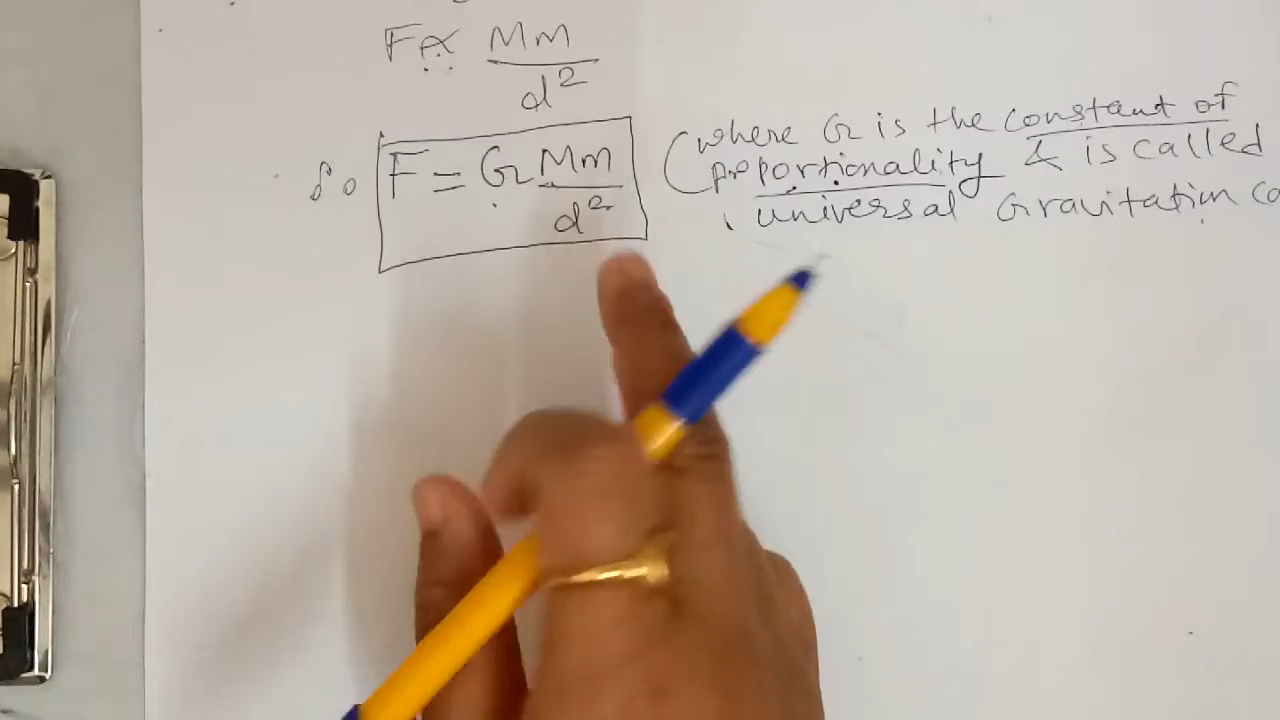 F ∝ Mm
d²
So F = G Mm
d²
(where G is the constant of
proportionality & is called
universal Gravitation co